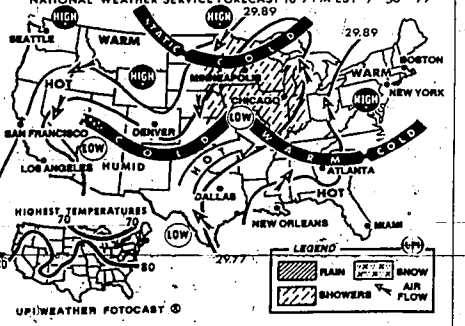 NATIONAL WEATHER SERVICE FORECAST to 7 PM EST
HIGH
HIGH
29.89
SEATTLE
WARM
STATIC
COLD
29.89
BOSTON
MINNEAPOLIS
WARM
HIGH
HOT
NEW YORK
CHICAGO
HIGH
SAN FRANCISCO
DENVER
LOW
COLD
LOW
WARM
COLD
LOS ANGELES
HUMID
HOT
ATLANTA
DALLAS
HOT
HIGHEST TEMPERATURES
70
70
NEW ORLEANS
MIAMI
LOW
LEGEND
UPI
80
29.77
RAIN
SNOW
SHOWERS
AIR
FLOW
UPI WEATHER FOTOCAST ®